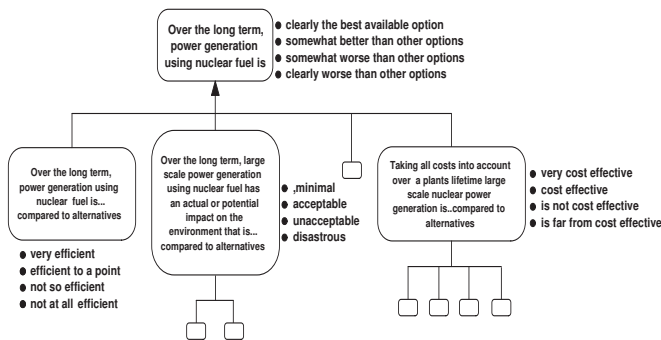 Over the long term,
power generation
using nuclear fuel is
● clearly the best available option
● somewhat better than other options
● somewhat worse than other options
● clearly worse than other options
Over the long term,
power generation using
nuclear fuel is...
compared to alternatives
● very efficient
● efficient to a point
● not so efficient
● not at all efficient
Over the long term, large
scale power generation
using nuclear fuel has
an actual or potential
impact on the
environment that is...
compared to alternatives
● ,minimal
● acceptable
● unacceptable
● disastrous
Taking all costs into account
over a plants lifetime large
scale nuclear power
generation is..compared to
alternatives
● very cost effective
● cost effective
● is not cost effective
● is far from cost effective